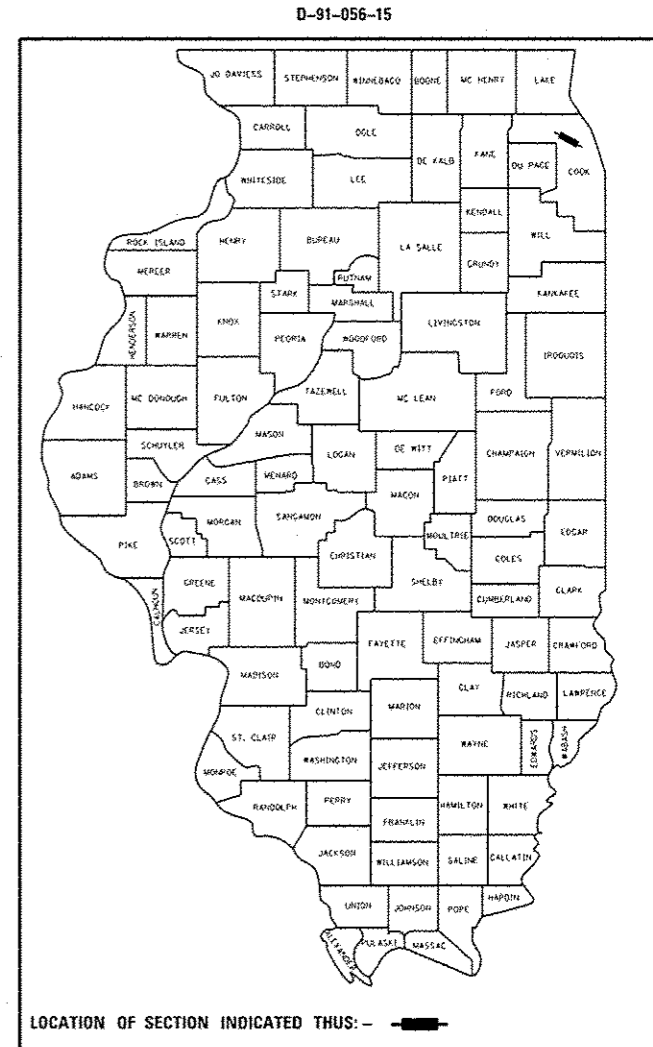 D-91-056-15
JO DAVIESS STEPHENSON WINNEBAGO BOONE MC HENRY LAKE
CARROLL OGLE DE KALB KANE DU PAGE COOK
WHITESIDE LEE
KENDALL WILL
ROCK ISLAND HENRY BUREAU LA SALLE GRUNDY
MERCER PUTNAM KANKAKEE
STARK MARSHALL LIVINGSTON
HENDERSON WARREN KNOX PEORIA WOODFORD IROQUOIS
HANCOCK MC DONOUGH FULTON TAZEWELL MC LEAN FORD
MASON
SCHUYLER LOGAN DE WITT CHAMPAIGN VERMILION
ADAMS BROWN CASS MENARD MACON PIATT
MORGAN SANGAMON DOUGLAS
PIKE SCOTT CHRISTIAN MOULTRIE EDGAR
COLES
GREENE SHELBY
CALHOUN MACOUPIN MONTGOMERY CUMBERLAND CLARK
JERSEY FAYETTE EFFINGHAM JASPER CRAWFORD
BOND
MADISON CLAY RICHLAND LAWRENCE
CLINTON MARION
ST. CLAIR WAYNE EDWARDS WABASH
WASHINGTON JEFFERSON
MONROE
RANDOLPH PERRY HAMILTON WHITE
FRANKLIN
JACKSON WILLIAMSON SALINE GALLATIN
HARDIN
UNION JOHNSON POPE
ALEXANDER PULASKI MASSAC
LOCATION OF SECTION INDICATED THUS: -